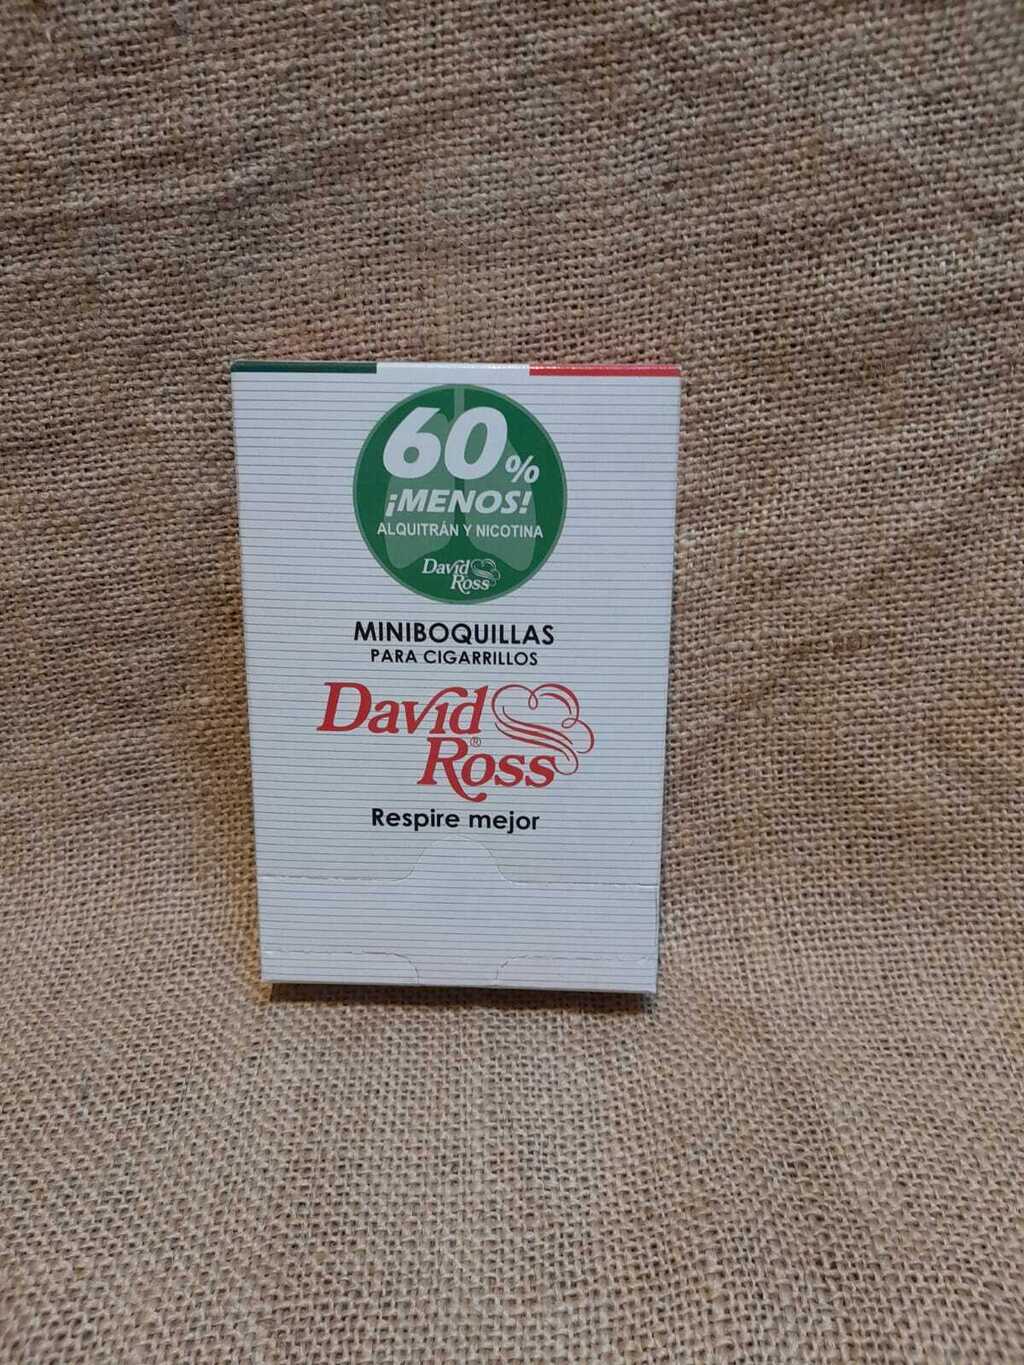 60%
¡MENOS!
ALQUITRÁN Y NICOTINA
David
Ross
MINIBOQUILLAS
PARA CIGARRILLOS
David
Ross®
Respire mejor